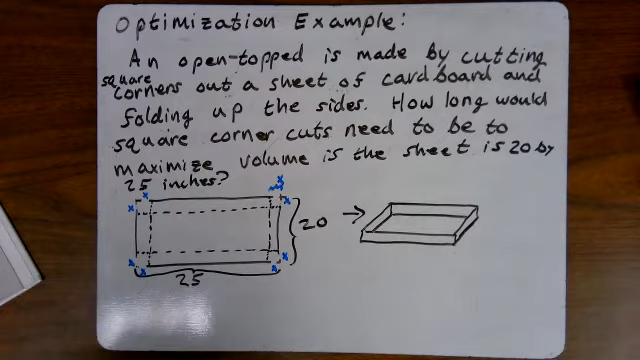 Optimization Example:
An open-topped is made by cutting
square
corners out a sheet of cardboard and
folding up the sides. How long would
square corner cuts need to be to
maximize volume is the sheet is 20 by
25 inches?
x x x x
20
x x x x
25